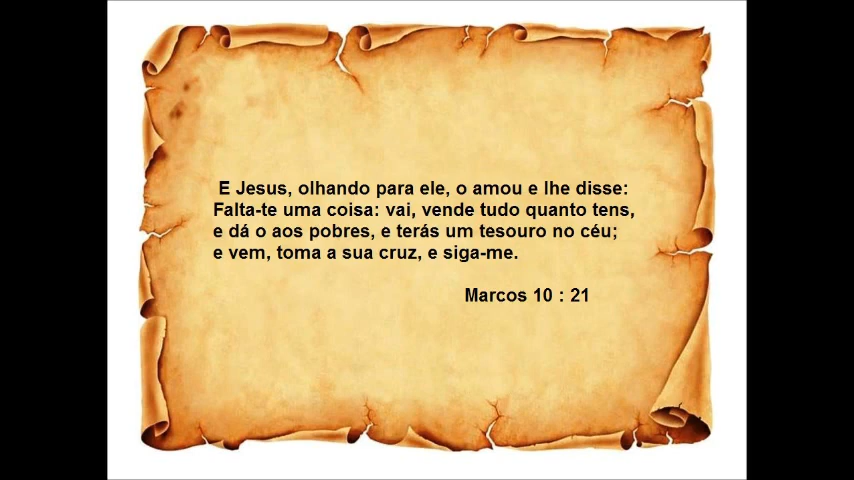 E Jesus, olhando para ele, o amou e lhe disse:
Falta-te uma coisa: vai, vende tudo quanto tens,
e dá o aos pobres, e terás um tesouro no céu;
e vem, toma a sua cruz, e siga-me.
Marcos 10 : 21